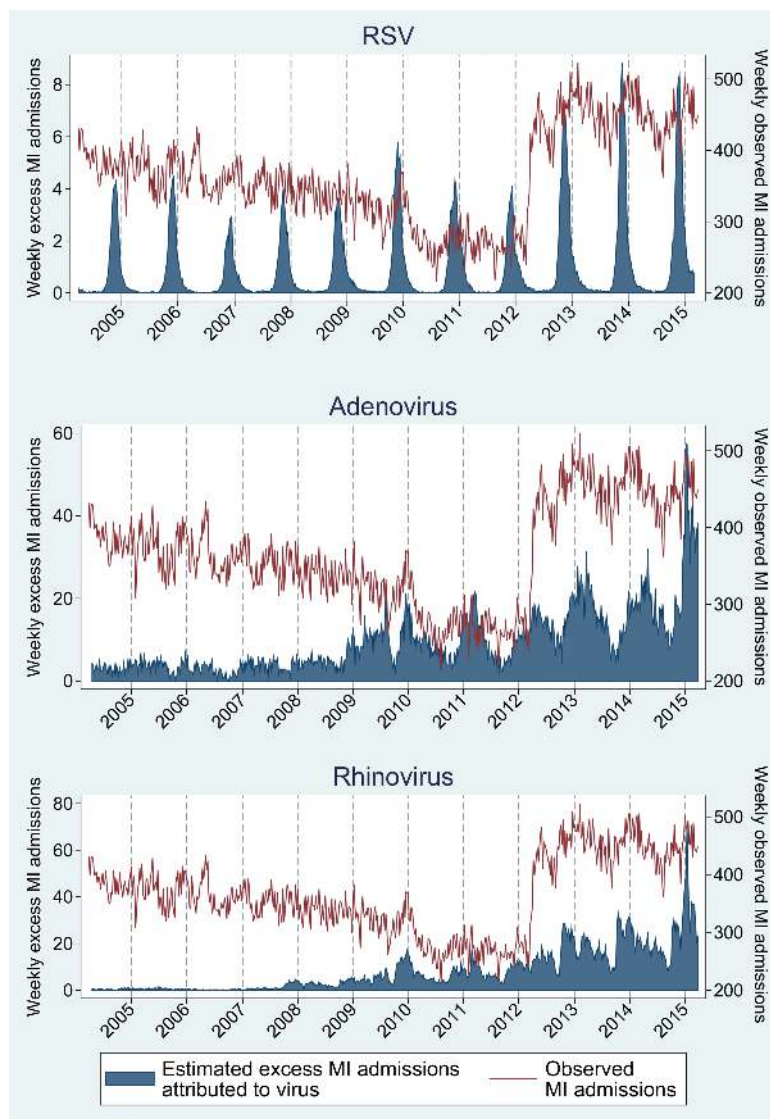 RSV
Weekly excess MI admissions
8
6
4
2
0
Weekly observed MI admissions
500
400
300
200
2005 2006 2007 2008 2009 2010 2011 2012 2013 2014 2015
Adenovirus
Weekly excess MI admissions
60
40
20
0
Weekly observed MI admissions
500
400
300
200
2005 2006 2007 2008 2009 2010 2011 2012 2013 2014 2015
Rhinovirus
Weekly excess MI admissions
80
60
40
20
0
Weekly observed MI admissions
500
400
300
200
2005 2006 2007 2008 2009 2010 2011 2012 2013 2014 2015
Estimated excess MI admissions
attributed to virus
Observed
MI admissions